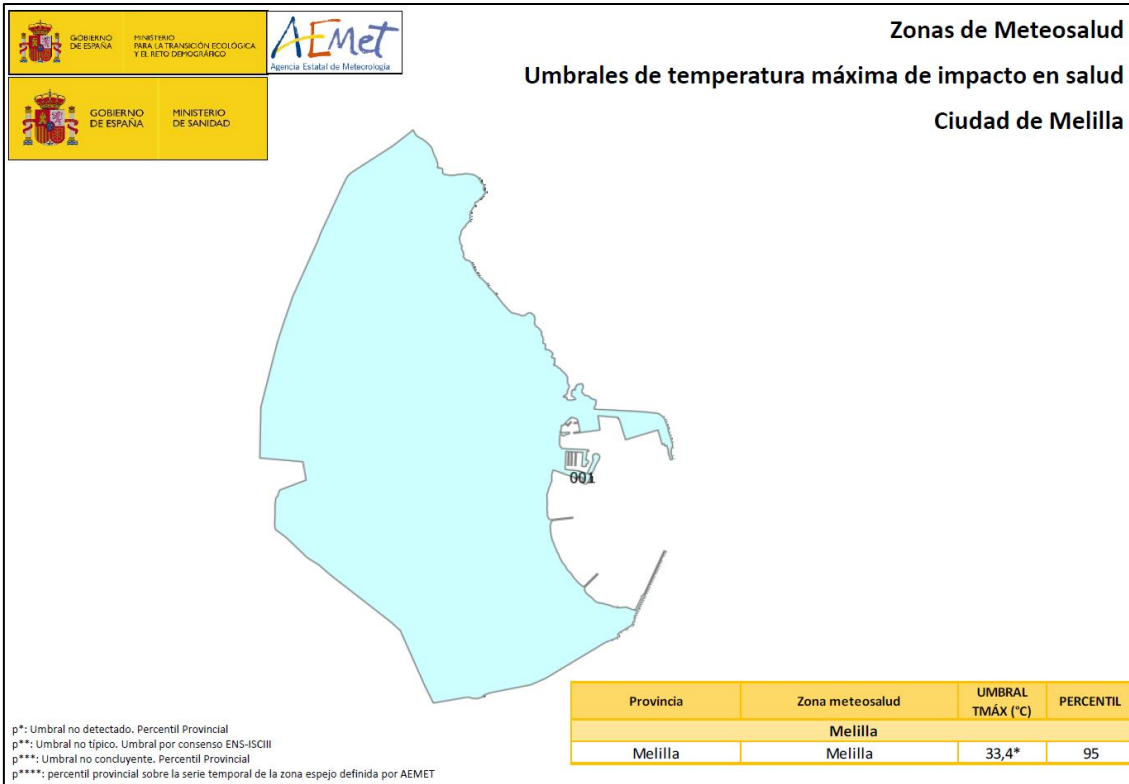 GOBIERNO
DE ESPAÑA
MINISTERIO
PARA LA TRANSICIÓN ECOLÓGICA
Y EL RETO DEMOGRÁFICO
AEMet
Agencia Estatal de Meteorología
GOBIERNO
DE ESPAÑA
MINISTERIO
DE SANIDAD
Zonas de Meteosalud
Umbrales de temperatura máxima de impacto en salud
Ciudad de Melilla
001
Provincia Zona meteosalud UMBRAL TMÁX (°C) PERCENTIL
Melilla
Melilla Melilla 33,4* 95
p*: Umbral no detectado. Percentil Provincial
p**: Umbral no típico. Umbral por consenso ENS-ISCIII
p***: Umbral no concluyente. Percentil Provincial
p****: percentil provincial sobre la serie temporal de la zona espejo definida por AEMET